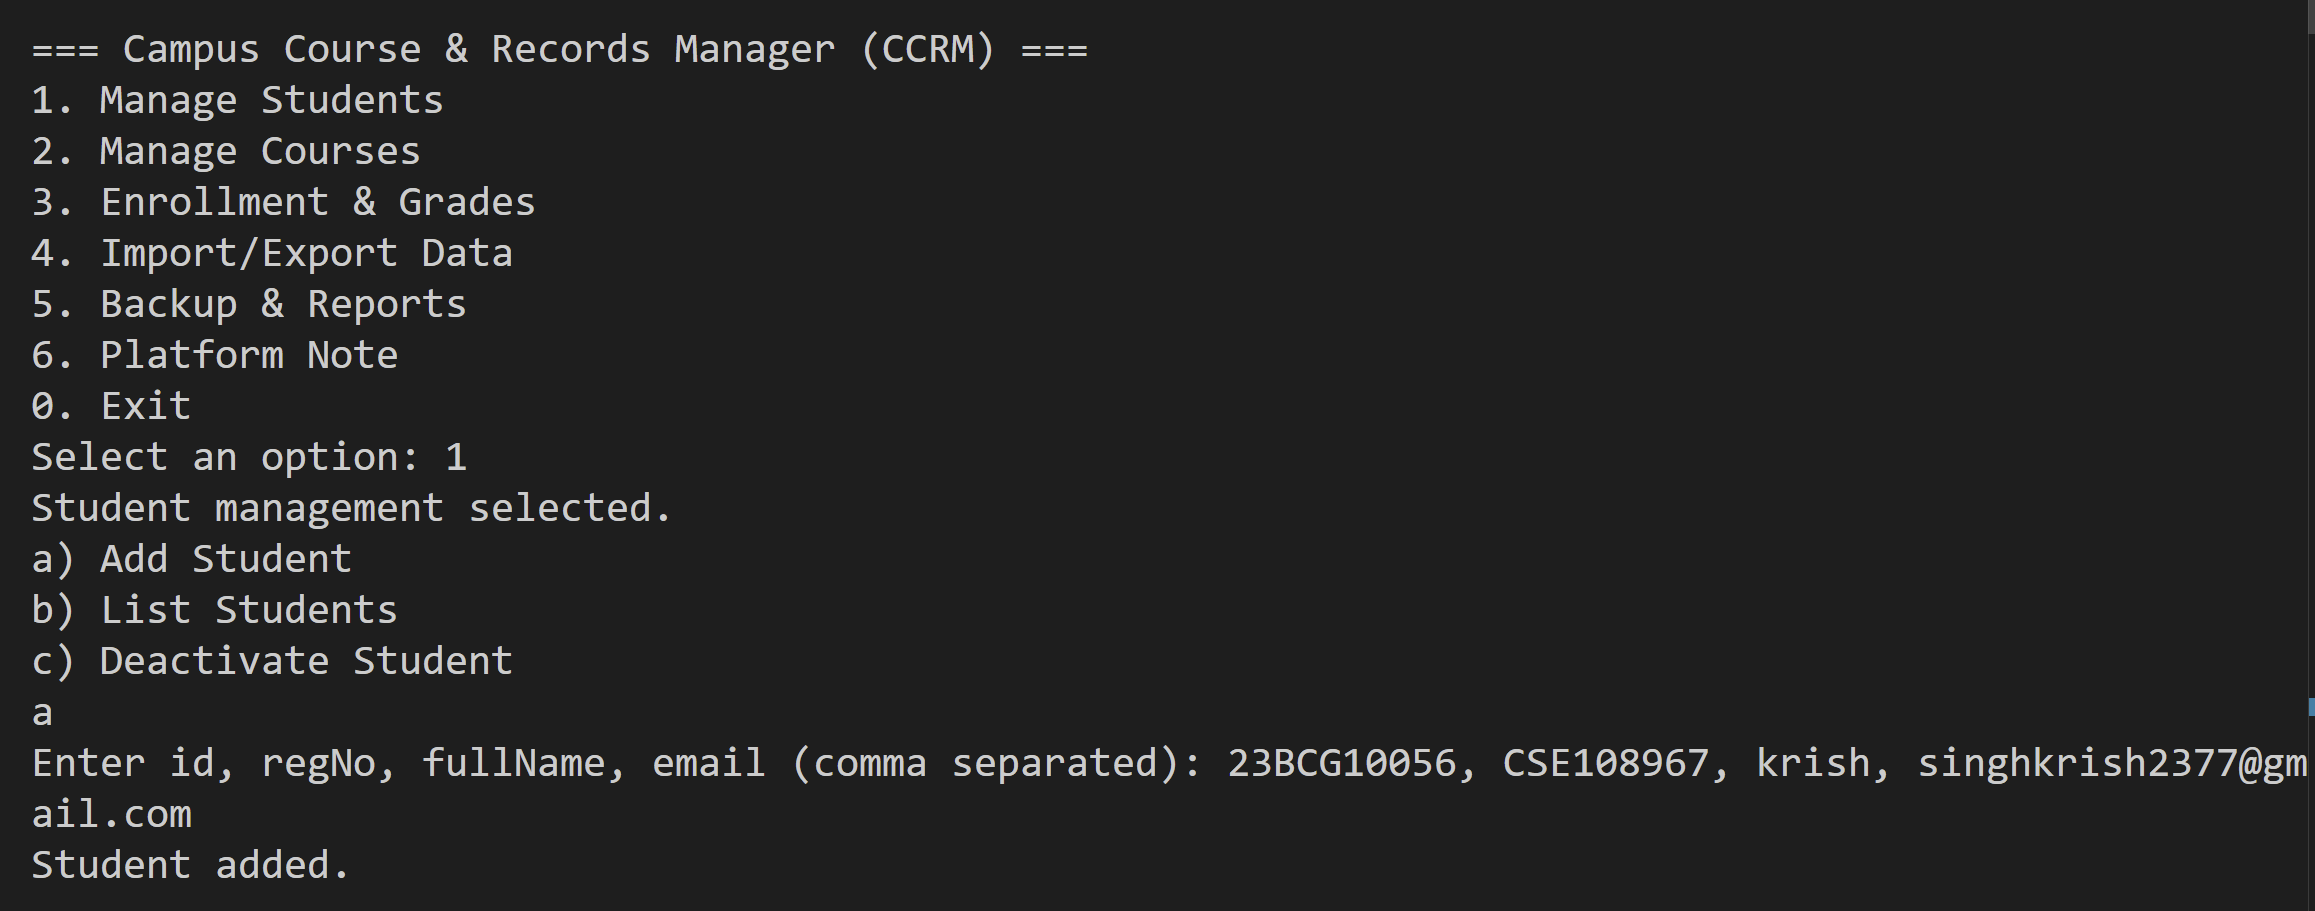 === Campus Course & Records Manager (CCRM) ===
1. Manage Students
2. Manage Courses
3. Enrollment & Grades
4. Import/Export Data
5. Backup & Reports
6. Platform Note
0. Exit
Select an option: 1
Student management selected.
a) Add Student
b) List Students
c) Deactivate Student
a
Enter id, regNo, fullName, email (comma separated): 23BCG10056, CSE108967, krish, singhkrish2377@gm
ail.com
Student added.